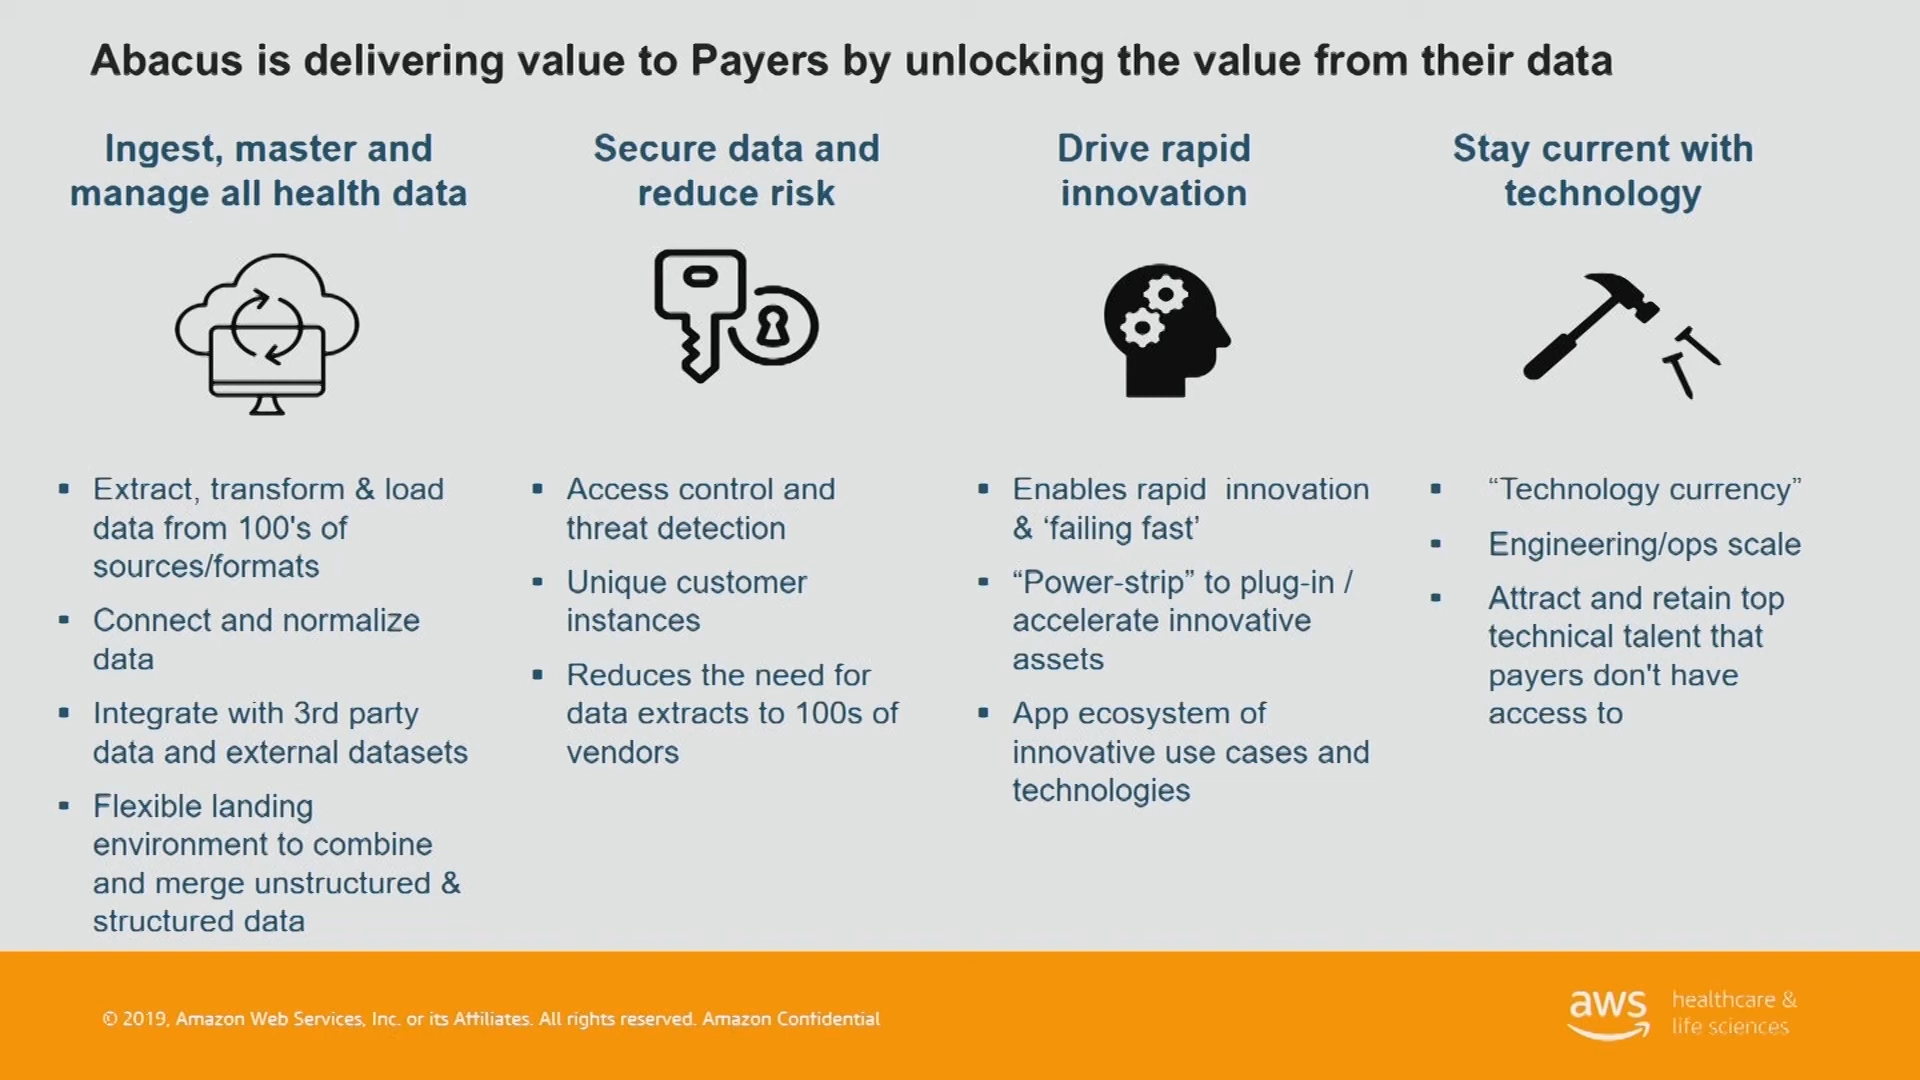 Abacus is delivering value to Payers by unlocking the value from their data
Ingest, master and
manage all health data
Extract, transform & load
data from 100's of
sources/formats
Connect and normalize
data
Integrate with 3rd party
data and external datasets
Flexible landing
environment to combine
and merge unstructured &
structured data
Secure data and
reduce risk
Access control and
threat detection
Unique customer
instances
Reduces the need for
data extracts to 100s of
vendors
Drive rapid
innovation
Enables rapid  innovation
& ‘failing fast’
“Power-strip” to plug-in /
accelerate innovative
assets
App ecosystem of
innovative use cases and
technologies
Stay current with
technology
“Technology currency”
Engineering/ops scale
Attract and retain top
technical talent that
payers don't have
access to
© 2019, Amazon Web Services, Inc. or its Affiliates. All rights reserved. Amazon Confidential
aws
healthcare &
life sciences